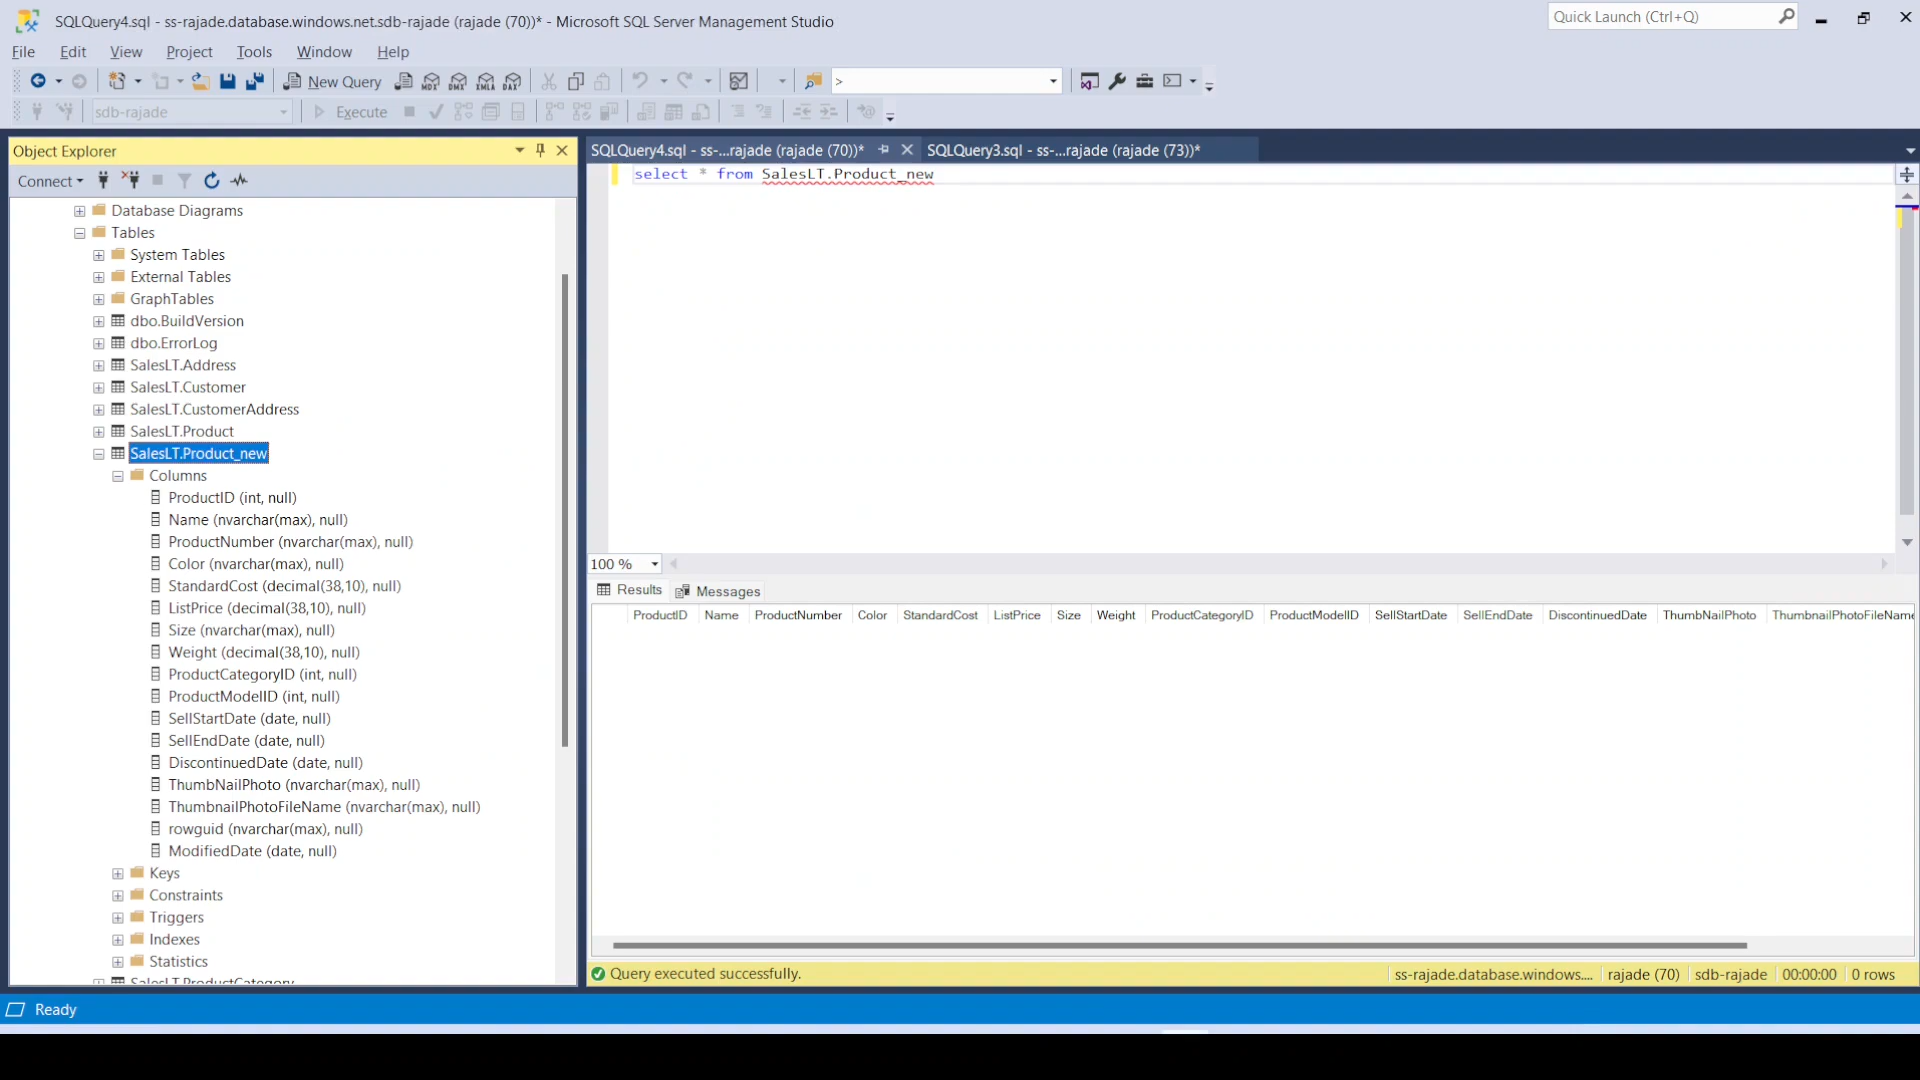 SQLQuery4.sql - ss-rajade.database.windows.net.sdb-rajade (rajade (70))* - Microsoft SQL Server Management Studio
Quick Launch (Ctrl+Q)
File Edit View Project Tools Window Help
New Query MDX DMX XMLA DAX >
sdb-rajade Execute
Object Explorer
Connect
Database Diagrams
Tables
System Tables
External Tables
GraphTables
dbo.BuildVersion
dbo.ErrorLog
SalesLT.Address
SalesLT.Customer
SalesLT.CustomerAddress
SalesLT.Product
SalesLT.Product_new
Columns
ProductID (int, null)
Name (nvarchar(max), null)
ProductNumber (nvarchar(max), null)
Color (nvarchar(max), null)
StandardCost (decimal(38,10), null)
ListPrice (decimal(38,10), null)
Size (nvarchar(max), null)
Weight (decimal(38,10), null)
ProductCategoryID (int, null)
ProductModelID (int, null)
SellStartDate (date, null)
SellEndDate (date, null)
DiscontinuedDate (date, null)
ThumbNailPhoto (nvarchar(max), null)
ThumbnailPhotoFileName (nvarchar(max), null)
rowguid (nvarchar(max), null)
ModifiedDate (date, null)
Keys
Constraints
Triggers
Indexes
Statistics
SalesLT.ProductCategory
SQLQuery4.sql - ss-...rajade (rajade (70))* SQLQuery3.sql - ss-...rajade (rajade (73))*
select * from SalesLT.Product_new
100 %
Results Messages
ProductID Name ProductNumber Color StandardCost ListPrice Size Weight ProductCategoryID ProductModelID SellStartDate SellEndDate DiscontinuedDate ThumbNailPhoto ThumbnailPhotoFileName
Query executed successfully. ss-rajade.database.windows.... rajade (70) sdb-rajade 00:00:00 0 rows
Ready